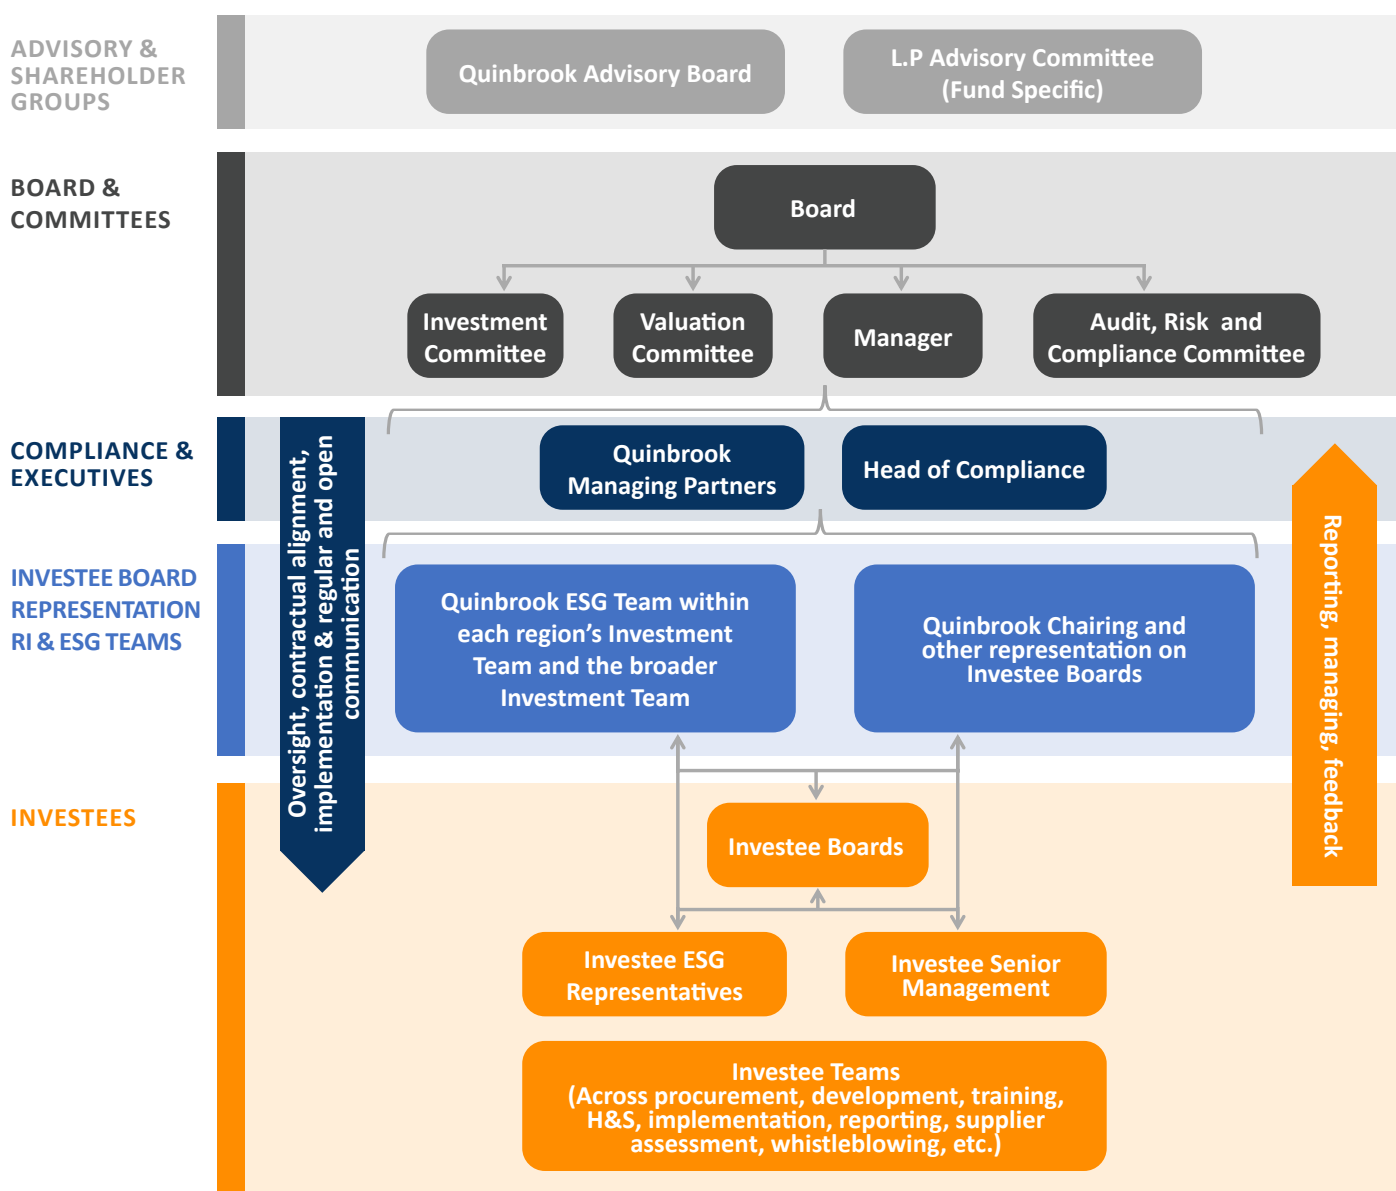 ADVISORY &
SHAREHOLDER
GROUPS
Quinbrook Advisory Board
L.P Advisory Committee
(Fund Specific)
BOARD &
COMMITTEES
Board
Investment
Committee
Valuation
Committee
Manager
Audit, Risk and
Compliance Committee
COMPLIANCE &
EXECUTIVES
Quinbrook
Managing Partners
Head of Compliance
Oversight, contractual alignment,
implementation & regular and open
communication
Reporting, managing, feedback
INVESTEE BOARD
REPRESENTATION
RI & ESG TEAMS
Quinbrook ESG Team within
each region’s Investment
Team and the broader
Investment Team
Quinbrook Chairing and
other representation on
Investee Boards
INVESTEES
Investee Boards
Investee ESG
Representatives
Investee Senior
Management
Investee Teams
(Across procurement, development, training,
H&S, implementation, reporting, supplier
assessment, whistleblowing, etc.)